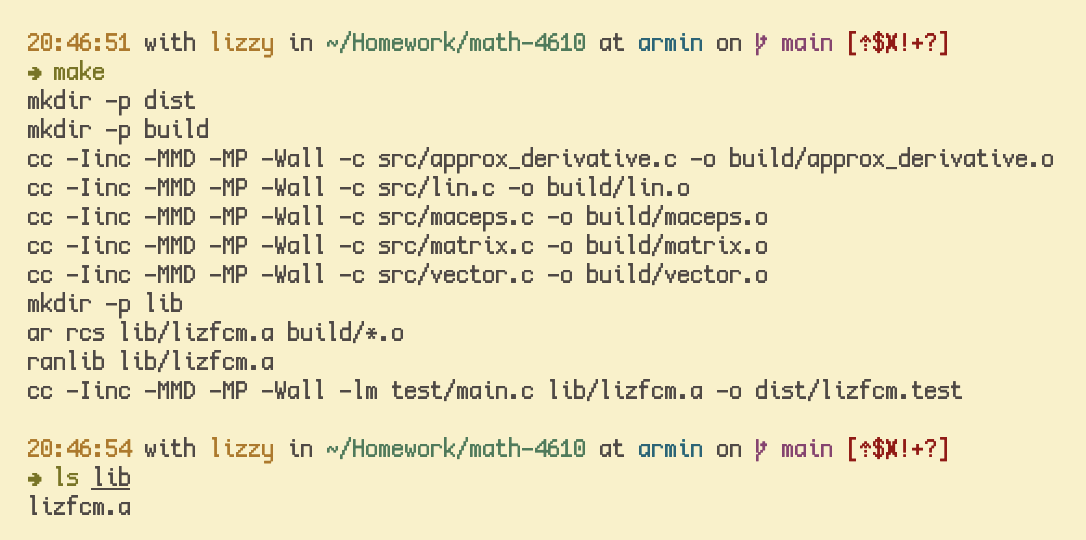 20:46:51 with lizzy in ~/Homework/math-4610 at armin on  main [⇡$✘!+?]
➜ make
mkdir -p dist
mkdir -p build
cc -Iinc -MMD -MP -Wall -c src/approx_derivative.c -o build/approx_derivative.o
cc -Iinc -MMD -MP -Wall -c src/lin.c -o build/lin.o
cc -Iinc -MMD -MP -Wall -c src/maceps.c -o build/maceps.o
cc -Iinc -MMD -MP -Wall -c src/matrix.c -o build/matrix.o
cc -Iinc -MMD -MP -Wall -c src/vector.c -o build/vector.o
mkdir -p lib
ar rcs lib/lizfcm.a build/*.o
ranlib lib/lizfcm.a
cc -Iinc -MMD -MP -Wall -lm test/main.c lib/lizfcm.a -o dist/lizfcm.test
20:46:54 with lizzy in ~/Homework/math-4610 at armin on  main [⇡$✘!+?]
➜ ls lib
lizfcm.a